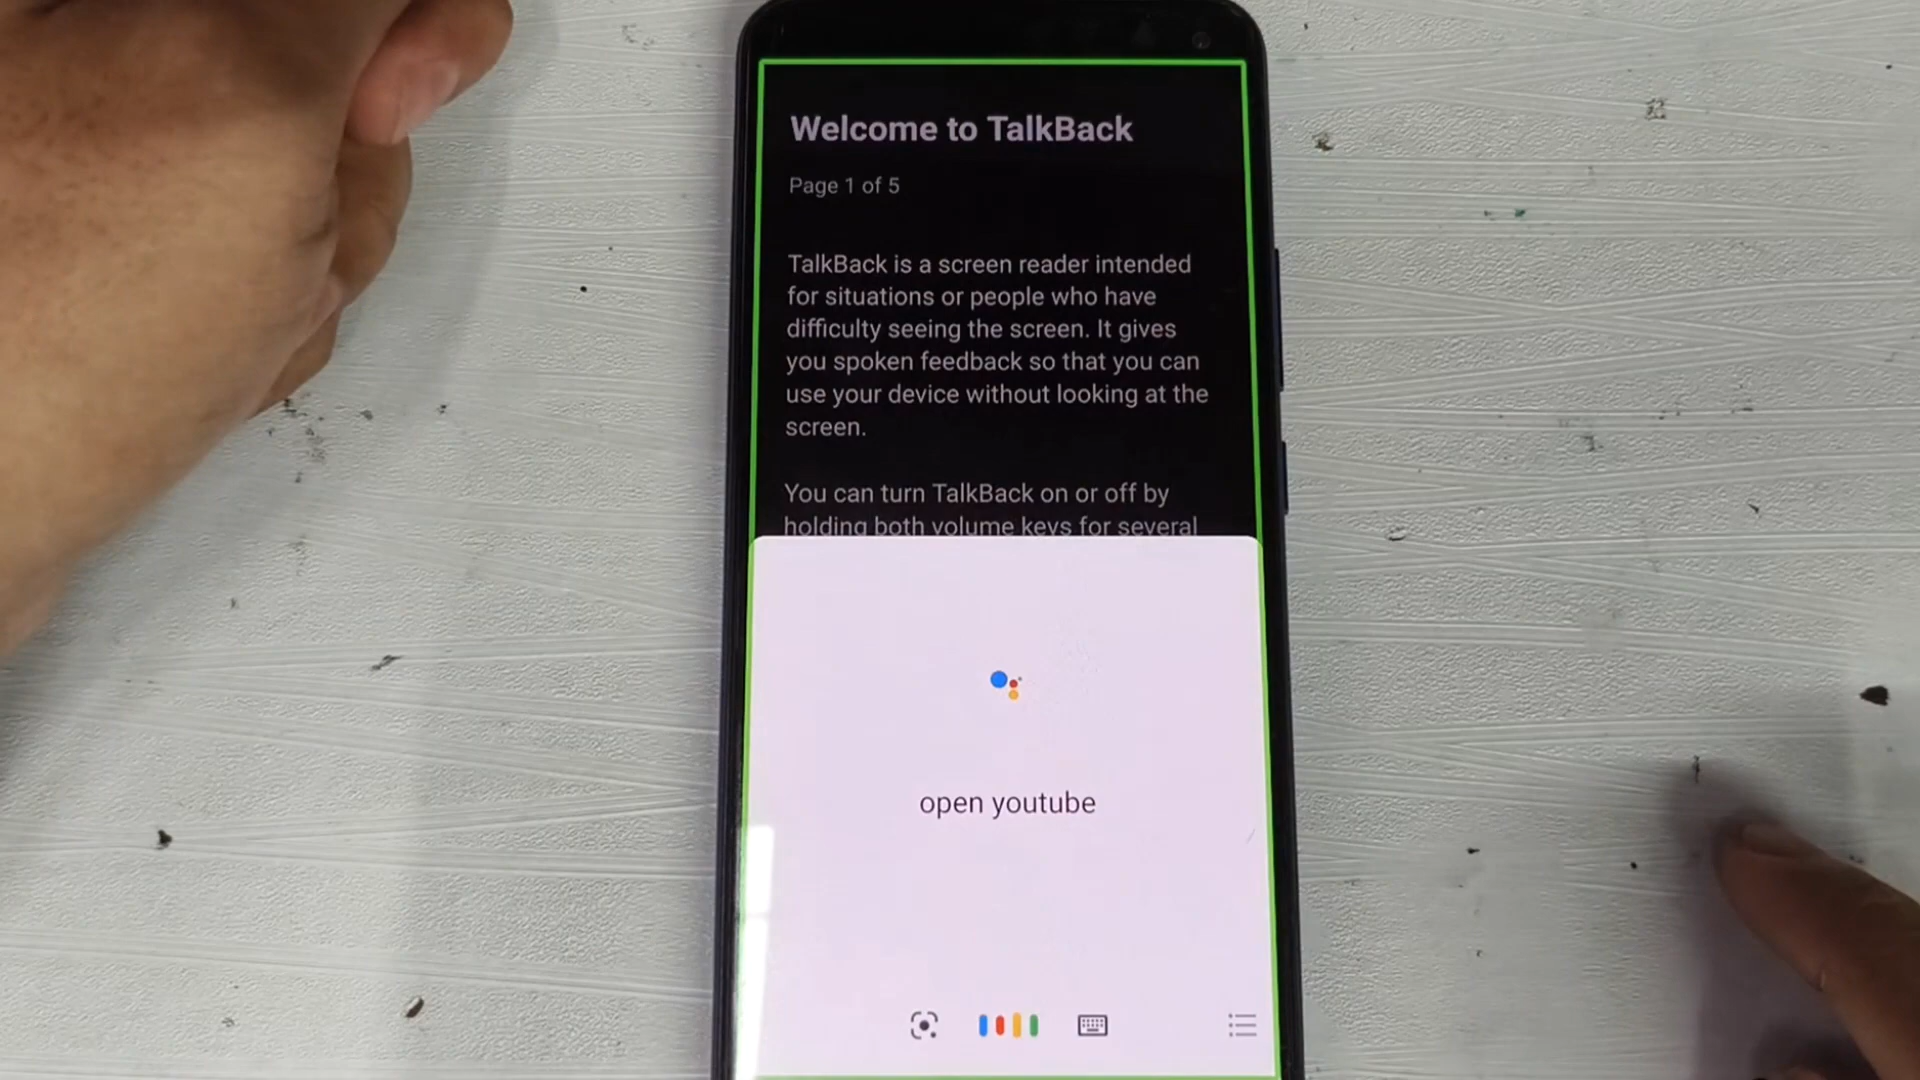 Welcome to TalkBack
Page 1 of 5
TalkBack is a screen reader intended
for situations or people who have
difficulty seeing the screen. It gives
you spoken feedback so that you can
use your device without looking at the
screen.
You can turn TalkBack on or off by
holding both volume keys for several
open youtube